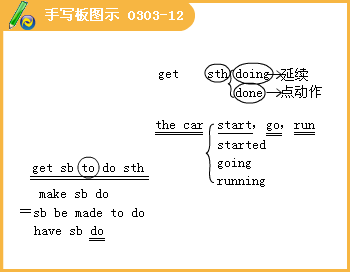 手写板图示 0303-12
get sth doing→延续
done→点动作
the car start, go, run
started
going
running
get sb to do sth
make sb do
=sb be made to do
have sb do